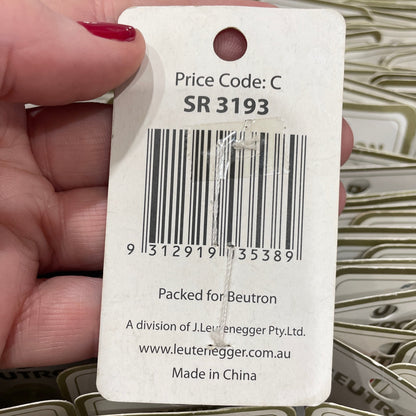 Price Code: C
SR 3193
9 312919 035389
Packed for Beutron
A division of J.Leutenegger Pty.Ltd.
www.leutenegger.com.au
Made in China